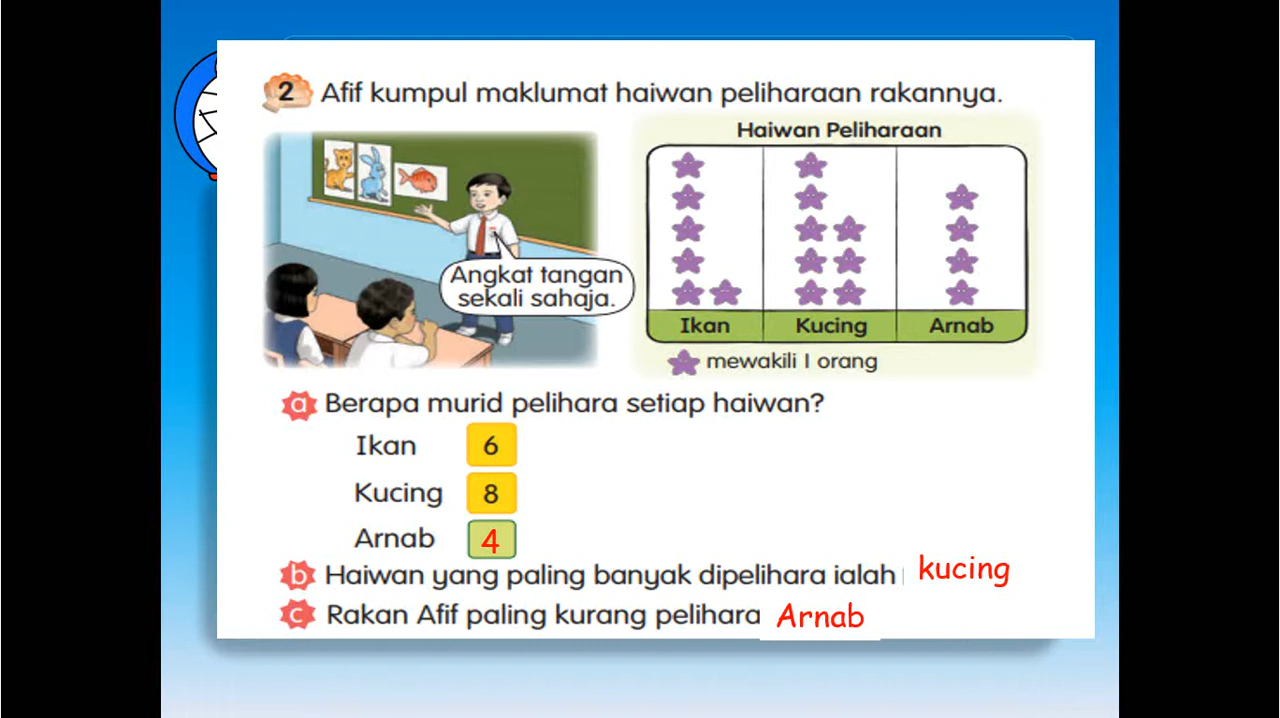 2 Afif kumpul maklumat haiwan peliharaan rakannya.
Angkat tangan
sekali sahaja.
Haiwan Peliharaan
Ikan Kucing Arnab
mewakili 1 orang
a Berapa murid pelihara setiap haiwan?
Ikan 6
Kucing 8
Arnab 4
b Haiwan yang paling banyak dipelihara ialah kucing
c Rakan Afif paling kurang pelihara Arnab